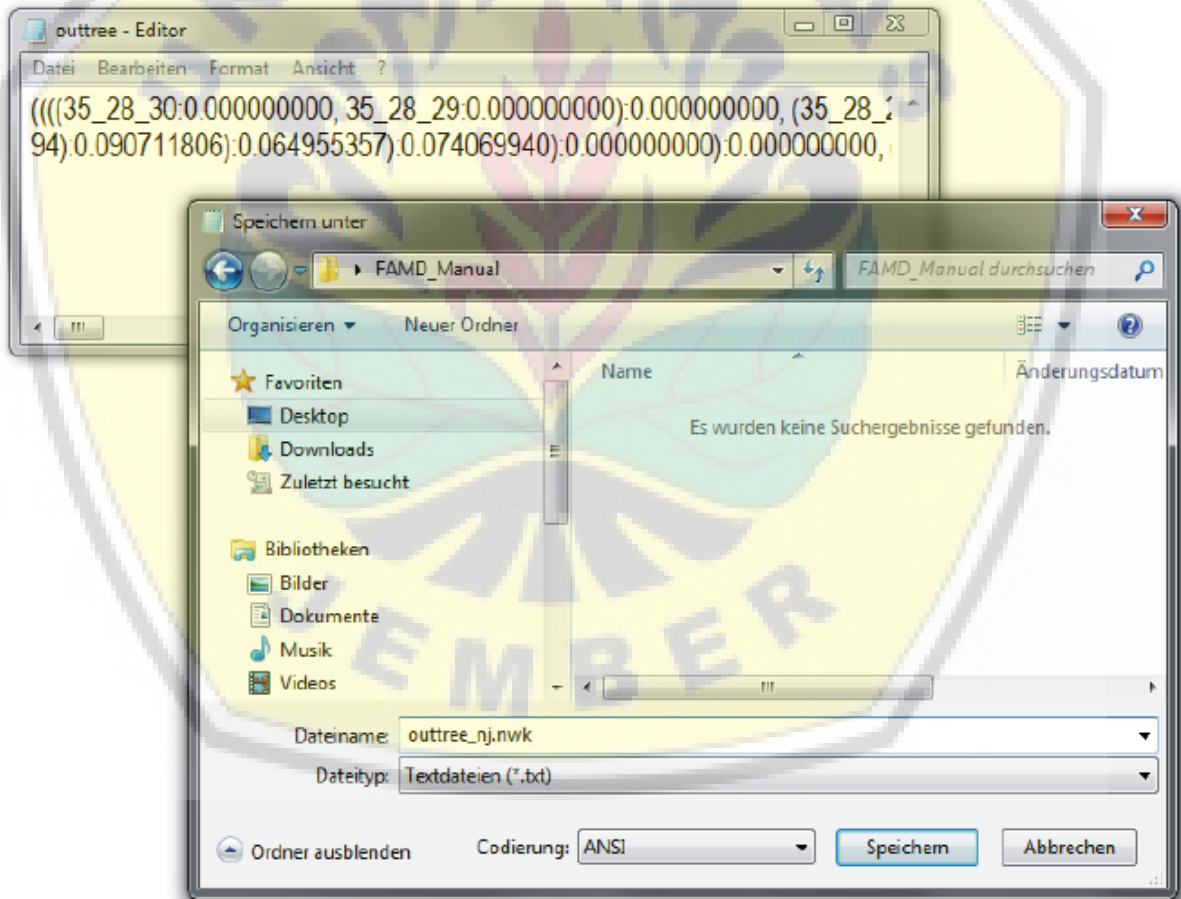 outtree - Editor
Datei Bearbeiten Format Ansicht ?
((((35_28_30:0.000000000, 35_28_29:0.000000000):0.000000000, (35_28_2
94):0.090711806):0.064955357):0.074069940):0.000000000):0.000000000,
Speichern unter
FAMD_Manual
FAMD_Manual durchsuchen
Organisieren
Neuer Ordner
Favoriten
Desktop
Downloads
Zuletzt besucht
Bibliotheken
Bilder
Dokumente
Musik
Videos
Name
Änderungsdatum
Es wurden keine Suchergebnisse gefunden.
Dateiname: outtree_nj.nwk
Dateityp: Textdateien (*.txt)
Ordner ausblenden
Codierung: ANSI
Speichern
Abbrechen